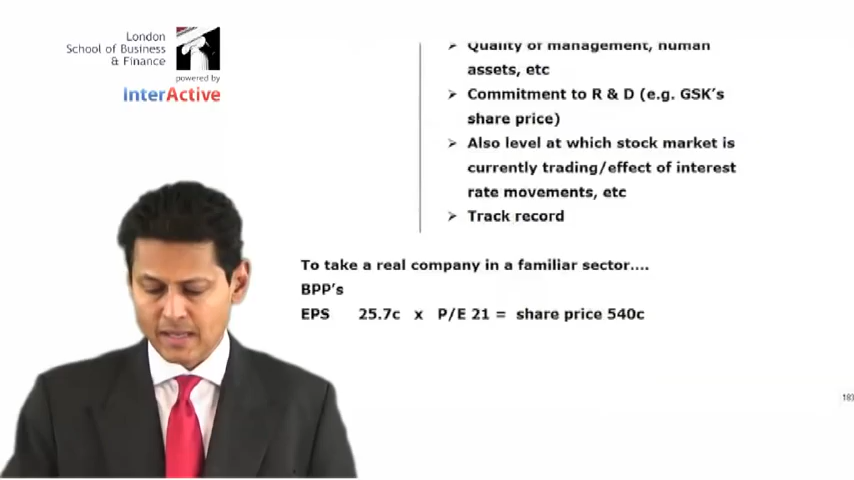 London
School of Business
& Finance
powered by
InterActive
➢ Quality of management, human
assets, etc
➢ Commitment to R & D (e.g. GSK's
share price)
➢ Also level at which stock market is
currently trading/effect of interest
rate movements, etc
➢ Track record
To take a real company in a familiar sector....
BPP's
EPS 25.7c x P/E 21 = share price 540c
183